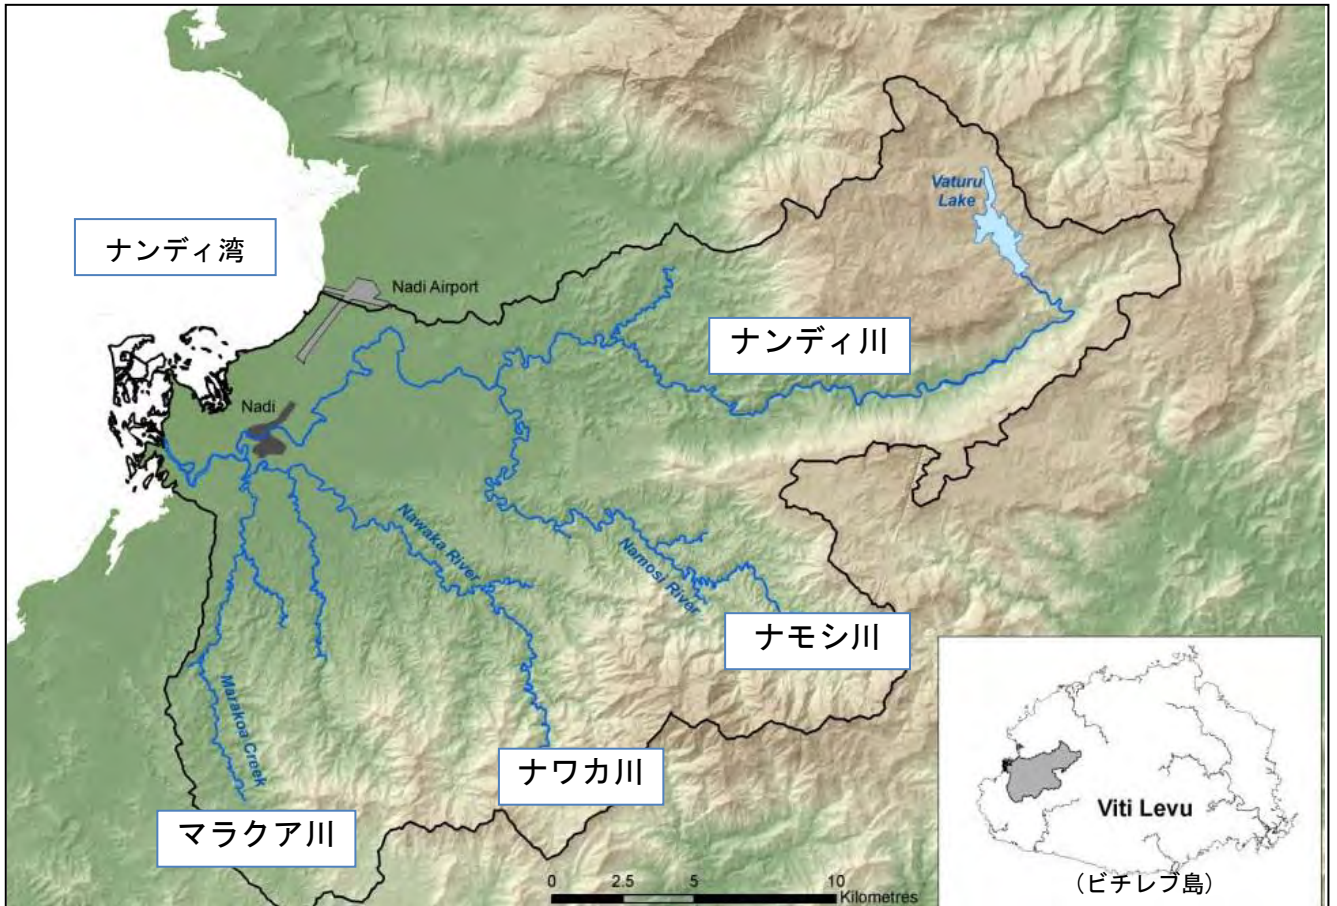 Vaturu
Lake
ナンディ湾
Nadi Airport
ナンディ川
Nadi
Nawaka River
Namosi River
ナモシ川
Marakoa Creek
ナワカ川
マラクア川
Viti Levu
(ビチレブ島)
0 2.5 5 10
Kilometres